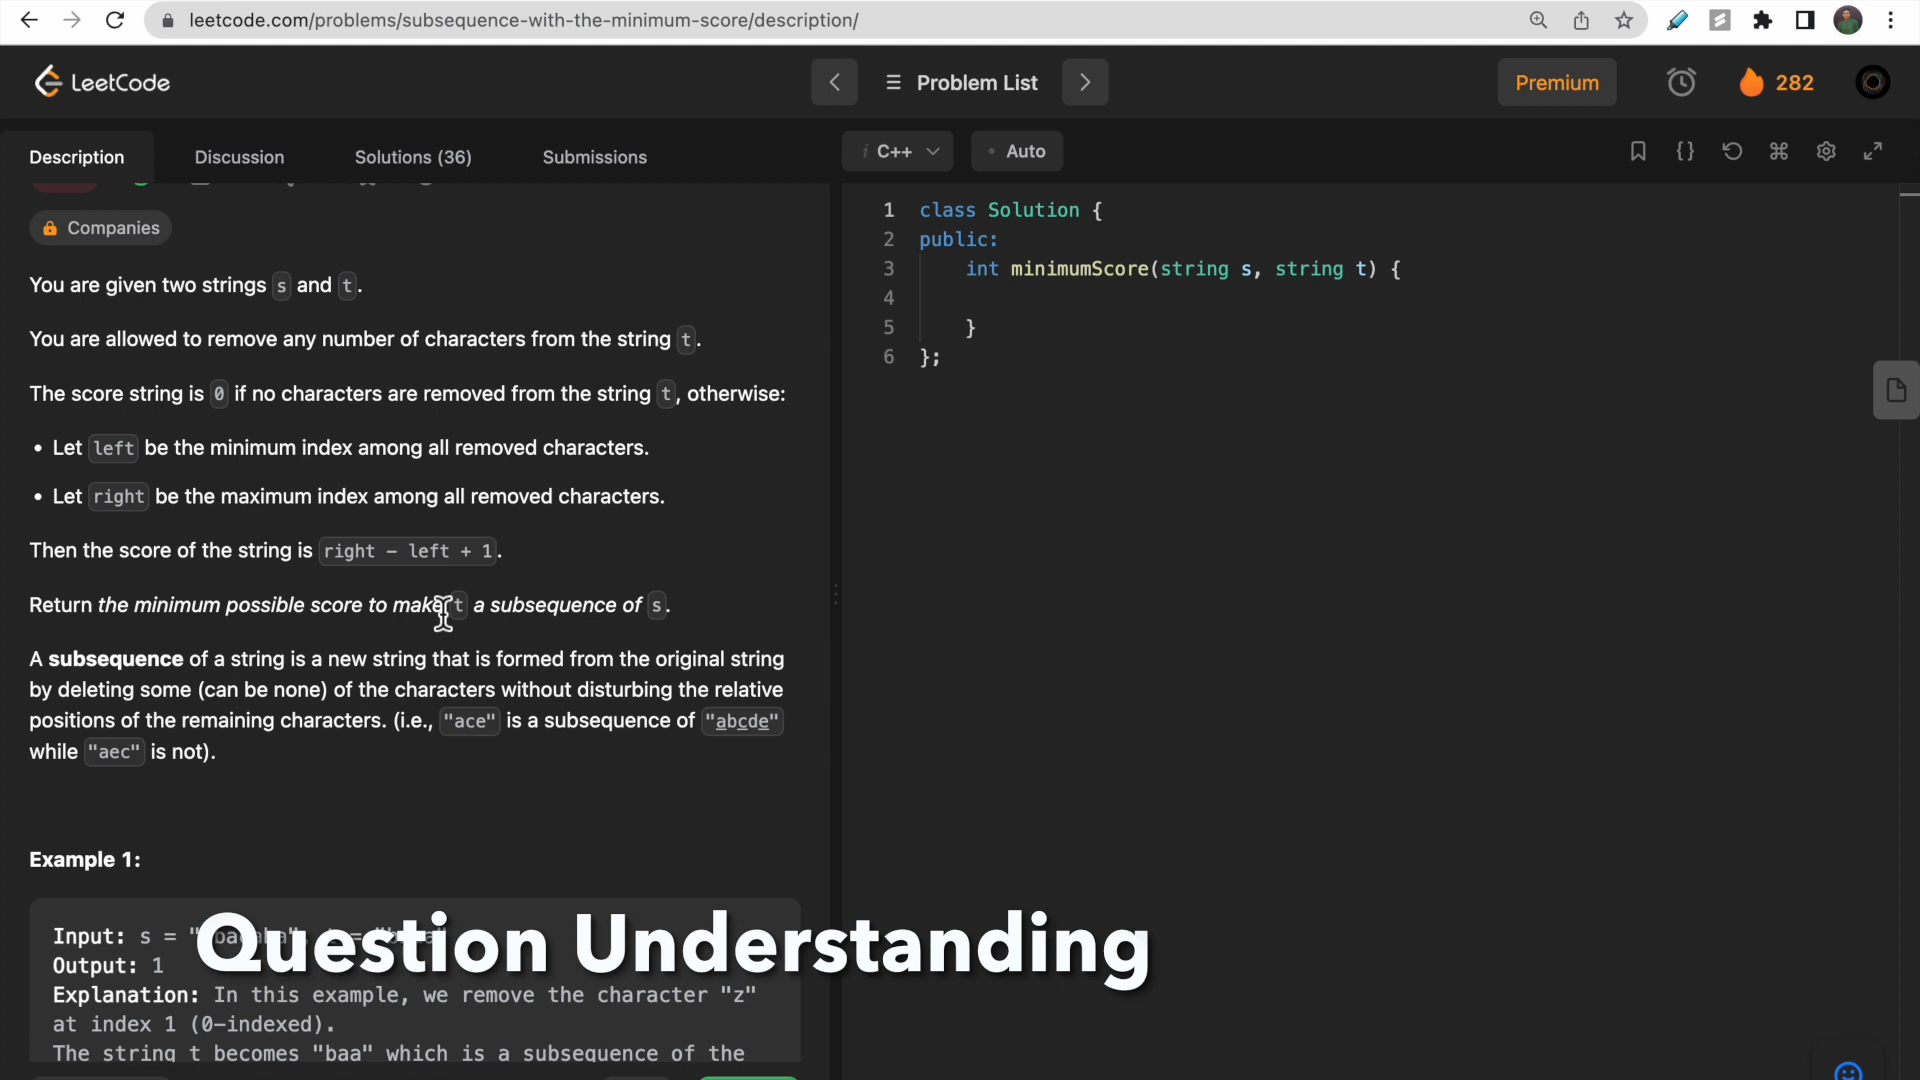 leetcode.com/problems/subsequence-with-the-minimum-score/description/
LeetCode
Problem List
Premium
282
Description
Discussion
Solutions (36)
Submissions
i C++
• Auto
Companies
You are given two strings s and t.
You are allowed to remove any number of characters from the string t.
The score string is 0 if no characters are removed from the string t, otherwise:
• Let left be the minimum index among all removed characters.
• Let right be the maximum index among all removed characters.
Then the score of the string is right - left + 1.
Return the minimum possible score to make t a subsequence of s.
A subsequence of a string is a new string that is formed from the original string
by deleting some (can be none) of the characters without disturbing the relative
positions of the remaining characters. (i.e., "ace" is a subsequence of "abcde"
while "aec" is not).
Example 1:
Input: s = "
Output: 1
Explanation: In this example, we remove the character "z"
at index 1 (0-indexed).
The string t becomes "baa" which is a subsequence of the
Question Understanding
1 class Solution {
2 public:
3 int minimumScore(string s, string t) {
4
5 }
6 };